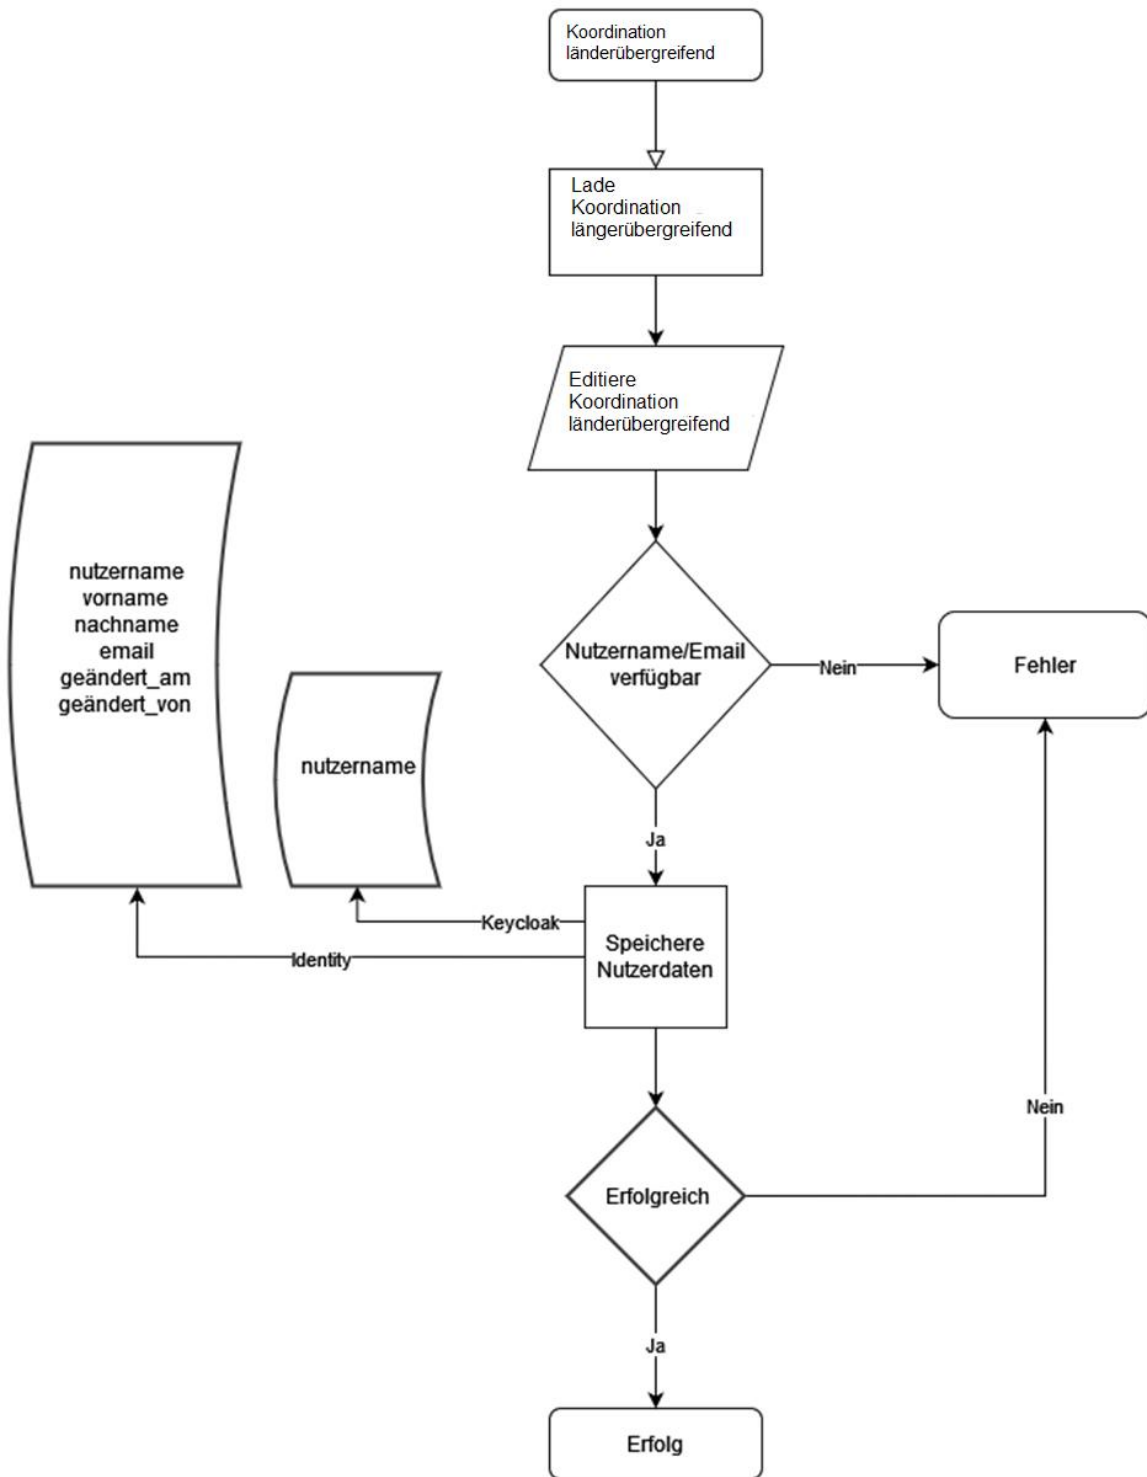 Koordination
länderübergreifend
Lade
Koordination
längerübergreifend
Editiere
Koordination
länderübergreifend
nutzername
vorname
nachname
email
geändert_am
geändert_von
nutzername
Nutzername/Email
verfügbar
Nein
Fehler
Ja
Keycloak
Identity
Speichere
Nutzerdaten
Nein
Erfolgreich
Ja
Erfolg